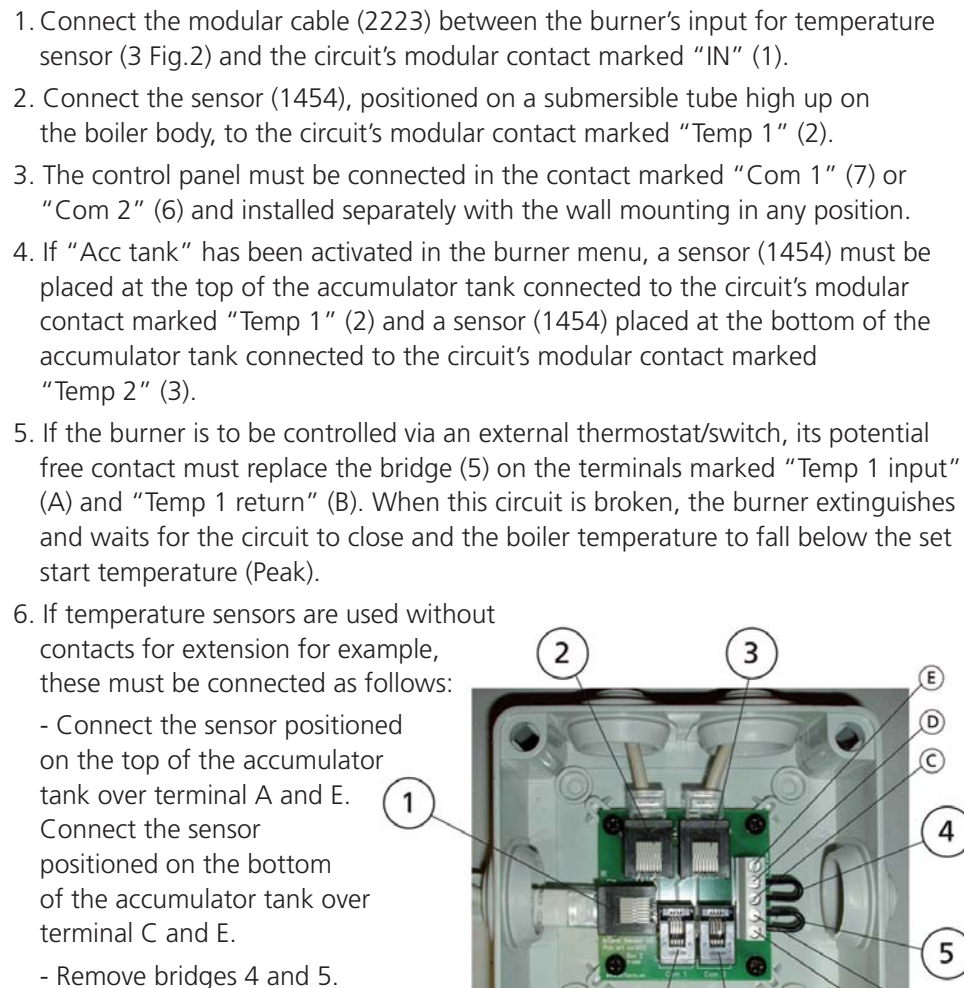 1. Connect the modular cable (2223) between the burner's input for temperature
sensor (3 Fig.2) and the circuit's modular contact marked "IN" (1).
2. Connect the sensor (1454), positioned on a submersible tube high up on
the boiler body, to the circuit's modular contact marked "Temp 1" (2).
3. The control panel must be connected in the contact marked "Com 1" (7) or
"Com 2" (6) and installed separately with the wall mounting in any position.
4. If "Acc tank" has been activated in the burner menu, a sensor (1454) must be
placed at the top of the accumulator tank connected to the circuit's modular
contact marked "Temp 1" (2) and a sensor (1454) placed at the bottom of the
accumulator tank connected to the circuit's modular contact marked
"Temp 2" (3).
5. If the burner is to be controlled via an external thermostat/switch, its potential
free contact must replace the bridge (5) on the terminals marked "Temp 1 input"
(A) and "Temp 1 return" (B). When this circuit is broken, the burner extinguishes
and waits for the circuit to close and the boiler temperature to fall below the set
start temperature (Peak).
6. If temperature sensors are used without
contacts for extension for example,
these must be connected as follows:
- Connect the sensor positioned
on the top of the accumulator
tank over terminal A and E.
Connect the sensor
positioned on the bottom
of the accumulator tank over
terminal C and E.
- Remove bridges 4 and 5.
2
3
E
D
C
1
4
5
Com 1